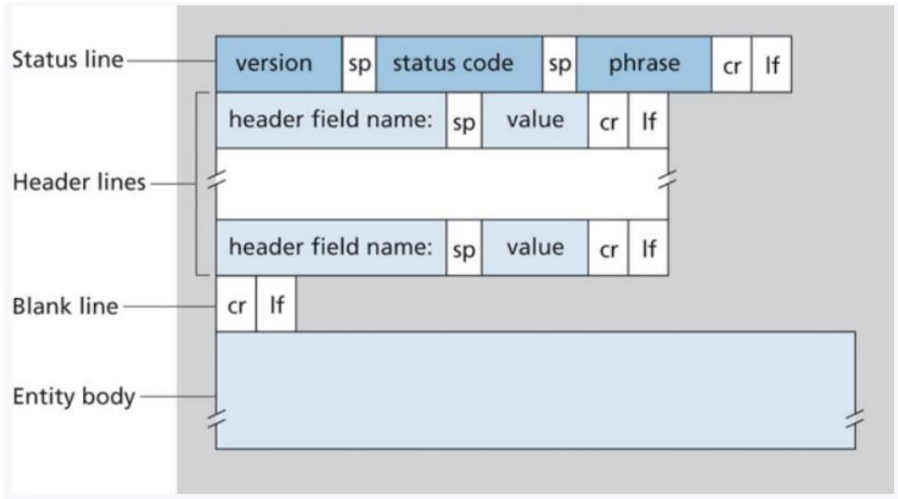 Status line version sp status code sp phrase cr lf
header field name: sp value cr lf
Header lines
header field name: sp value cr lf
Blank line cr lf
Entity body